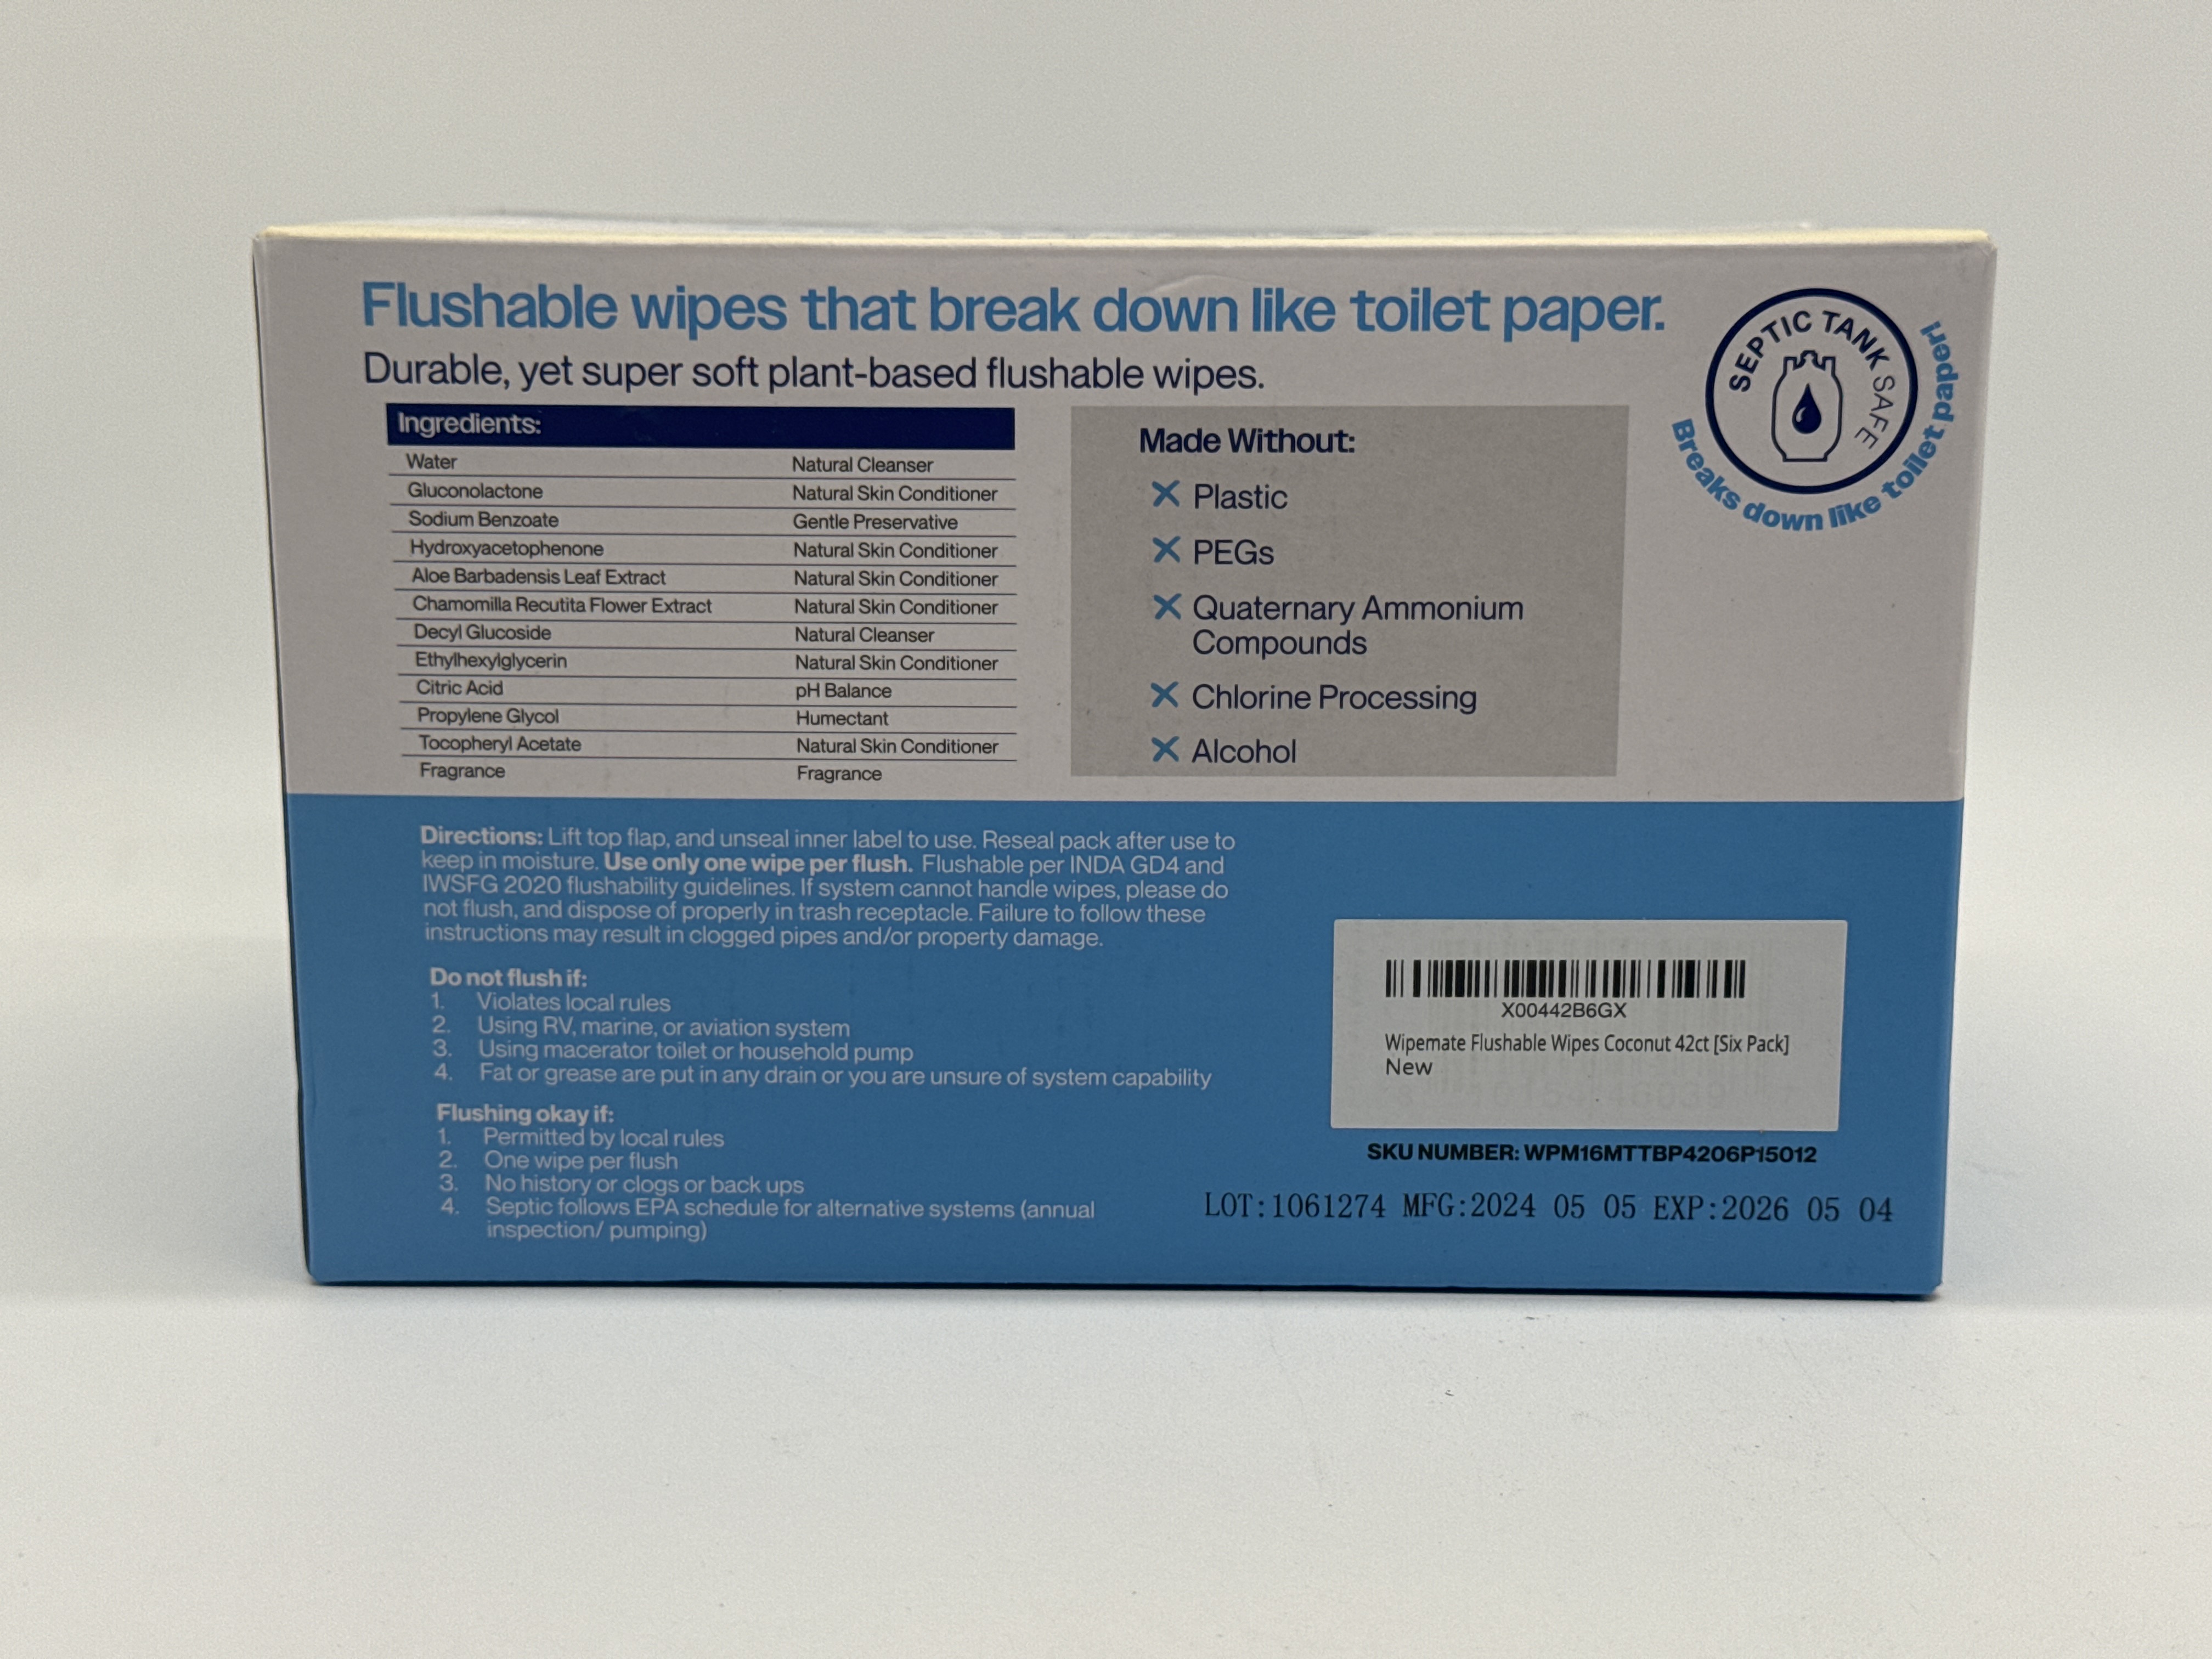 Flushable wipes that break down like toilet paper.
Durable, yet super soft plant-based flushable wipes.
SEPTIC TANK SAFE
Breaks down like toilet paper!
Ingredients:
Water Natural Cleanser
Gluconolactone Natural Skin Conditioner
Sodium Benzoate Gentle Preservative
Hydroxyacetophenone Natural Skin Conditioner
Aloe Barbadensis Leaf Extract Natural Skin Conditioner
Chamomilla Recutita Flower Extract Natural Skin Conditioner
Decyl Glucoside Natural Cleanser
Ethylhexylglycerin Natural Skin Conditioner
Citric Acid pH Balance
Propylene Glycol Humectant
Tocopheryl Acetate Natural Skin Conditioner
Fragrance Fragrance
Made Without:
Plastic
PEGs
Quaternary Ammonium
Compounds
Chlorine Processing
Alcohol
Directions: Lift top flap, and unseal inner label to use. Reseal pack after use to
keep in moisture. Use only one wipe per flush. Flushable per INDA GD4 and
IWSFG 2020 flushability guidelines. If system cannot handle wipes, please do
not flush, and dispose of properly in trash receptacle. Failure to follow these
instructions may result in clogged pipes and/or property damage.
Do not flush if:
1. Violates local rules
2. Using RV, marine, or aviation system
3. Using macerator toilet or household pump
4. Fat or grease are put in any drain or you are unsure of system capability
Flushing okay if:
1. Permitted by local rules
2. One wipe per flush
3. No history or clogs or back ups
4. Septic follows EPA schedule for alternative systems (annual
inspection/ pumping)
X00442B6GX
Wipemate Flushable Wipes Coconut 42ct [Six Pack]
New
SKU NUMBER: WPM16MTTBP4206P15012
LOT:1061274 MFG:2024 05 05 EXP:2026 05 04